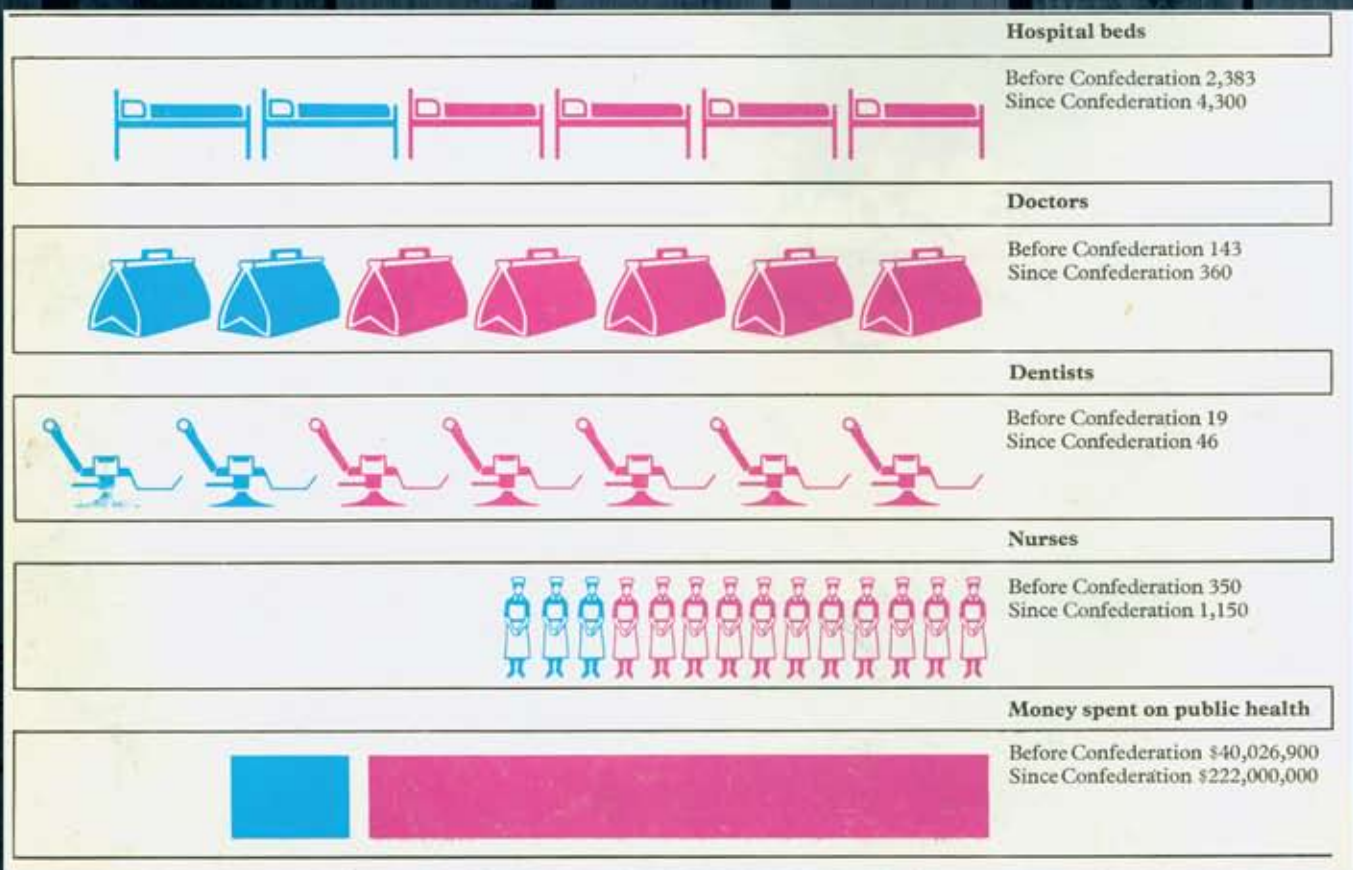 Hospital beds
Before Confederation 2,383
Since Confederation 4,300
Doctors
Before Confederation 143
Since Confederation 360
Dentists
Before Confederation 19
Since Confederation 46
Nurses
Before Confederation 350
Since Confederation 1,150
Money spent on public health
Before Confederation $40,026,900
Since Confederation $222,000,000